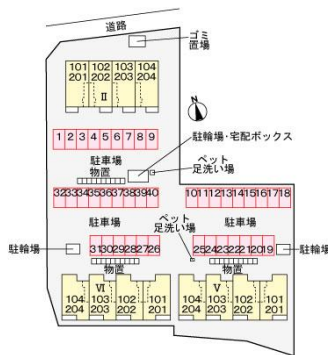 道路
ゴミ
置場
101 102 103 104
201 202 203 204
Ⅱ
N
1 2 3 4 5 6 7 8 9
駐輪場・宅配ボックス
駐車場
物置
ペット
足洗い場
32 33 34 35 36 37 38 39 40
10 11 12 13 14 15 16 17 18
駐車場
駐車場
ペット
足洗い場
駐輪場
31 30 29 28 27 26
25 24 23 22 21 20 19
駐輪場
物置
物置
Ⅵ
Ⅴ
104 103 102 101
204 203 202 201
104 103 102 101
204 203 202 201